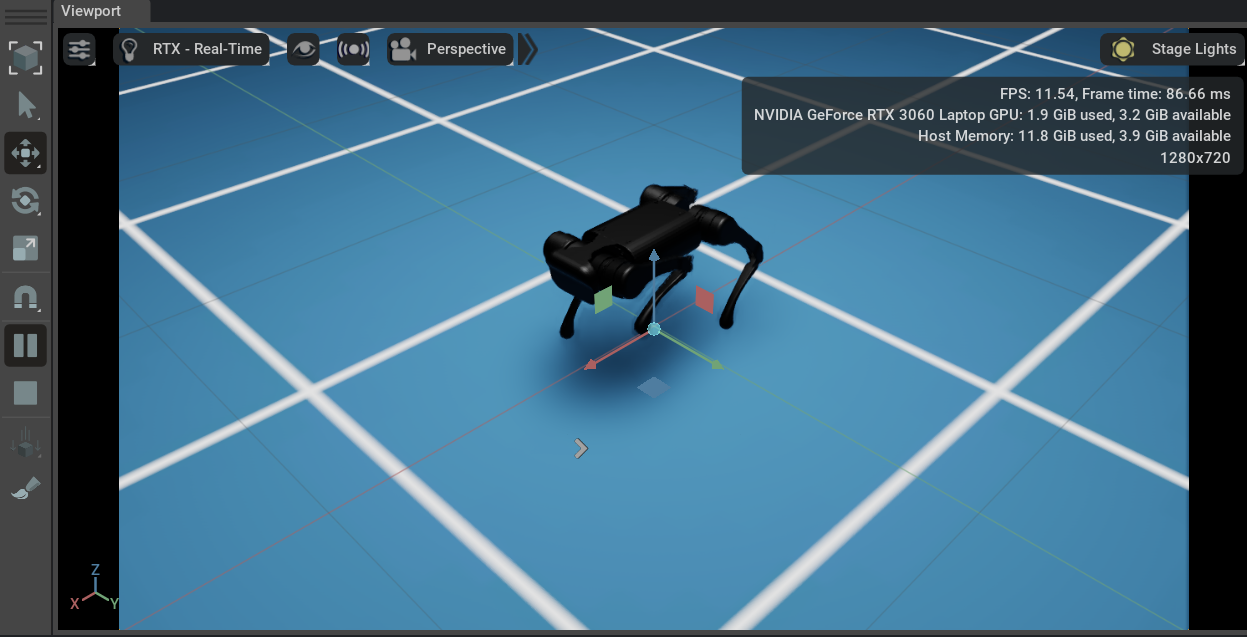 Viewport
RTX - Real-Time
Perspective
Stage Lights
FPS: 11.54, Frame time: 86.66 ms
NVIDIA GeForce RTX 3060 Laptop GPU: 1.9 GiB used, 3.2 GiB available
Host Memory: 11.8 GiB used, 3.9 GiB available
1280x720
Z
X
Y